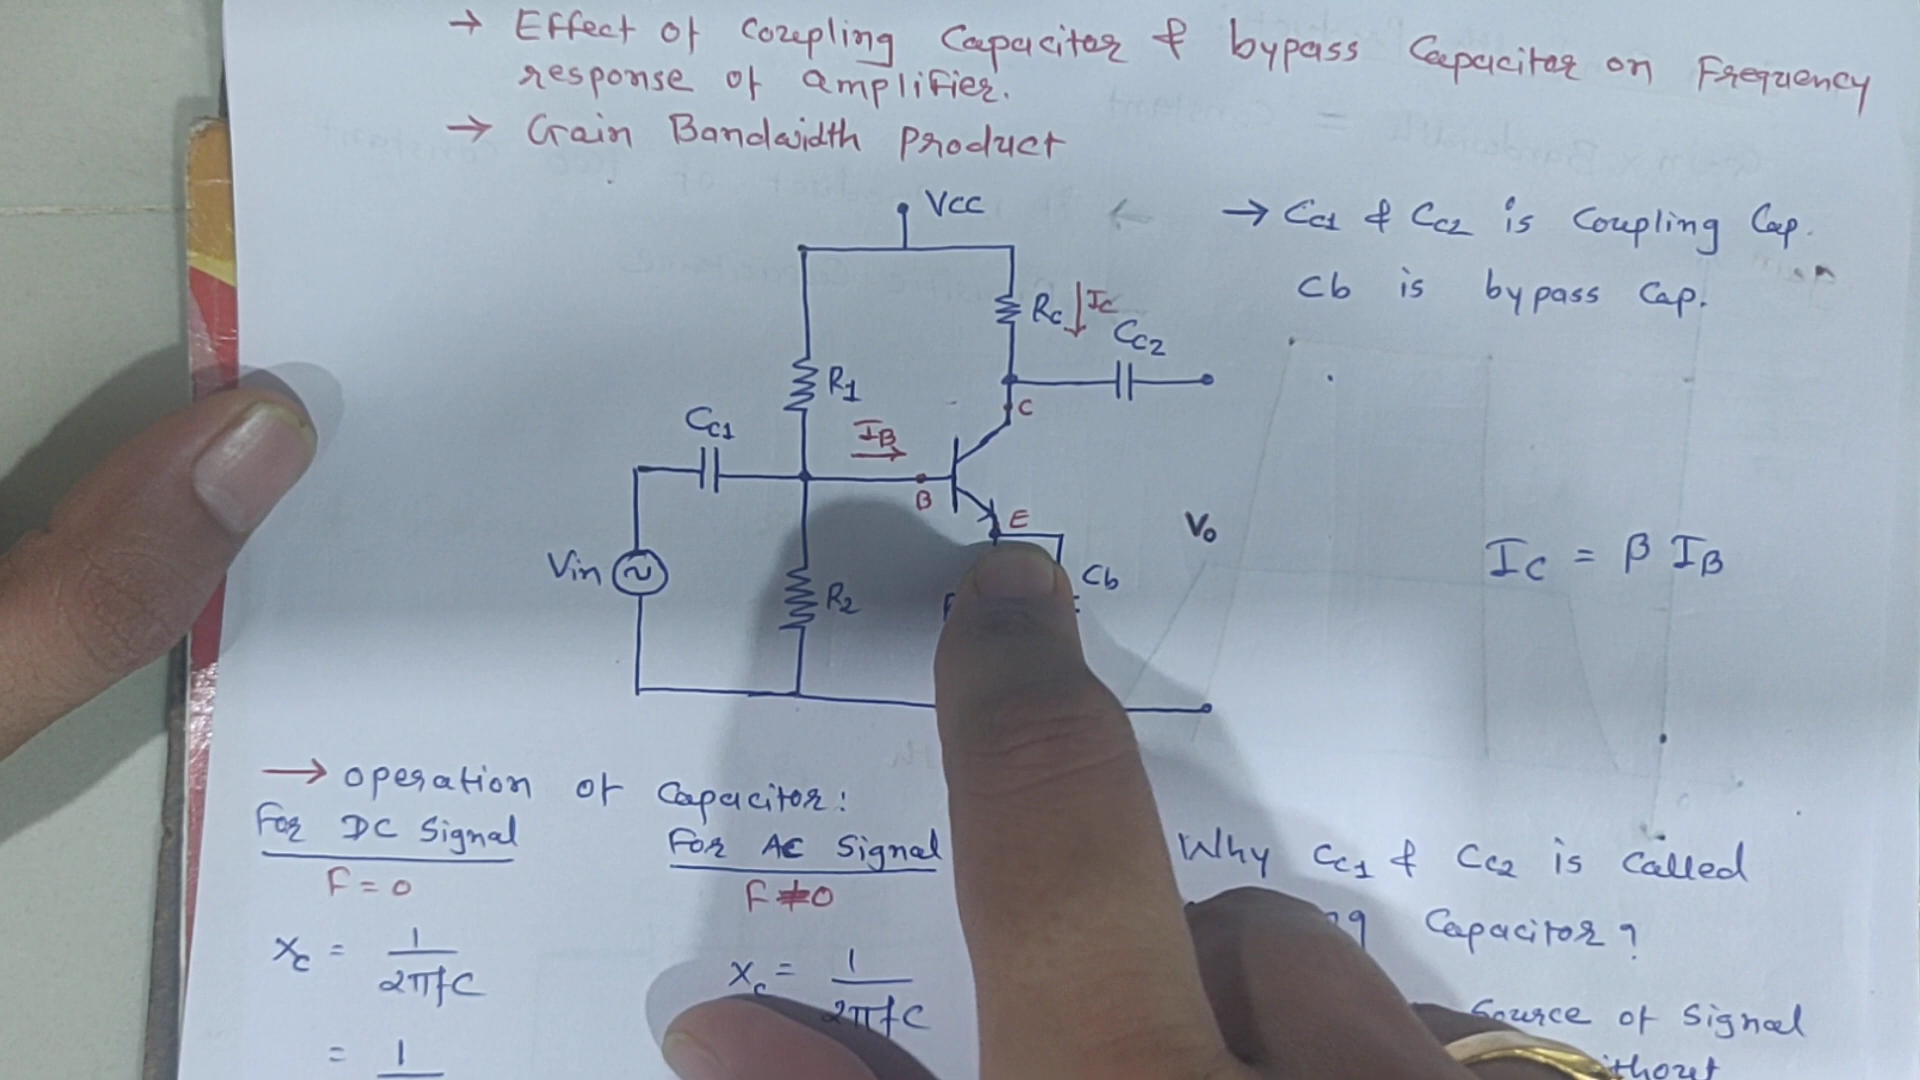 → Effect of Coupling Capacitor & bypass Capacitor on Frequency
response of amplifier.
→ Gain Bandwidth Product
VCC
→ Cc1 & Cc2 is Coupling Cap.
Cb is bypass Cap.
Rc ↓ Ic
Cc2
R1
C
Cc1
IB
B
E
Vo
IC = β IB
Vin
Cb
R2
→ operation of Capacitor:
For DC Signal
For AC Signal
Why Cc1 & Cc2 is called
F = 0
F ≠ 0
Capacitor?
Xc = 1 / 2πfC
Xc = 1 / 2πfC
Source of Signal
= 1